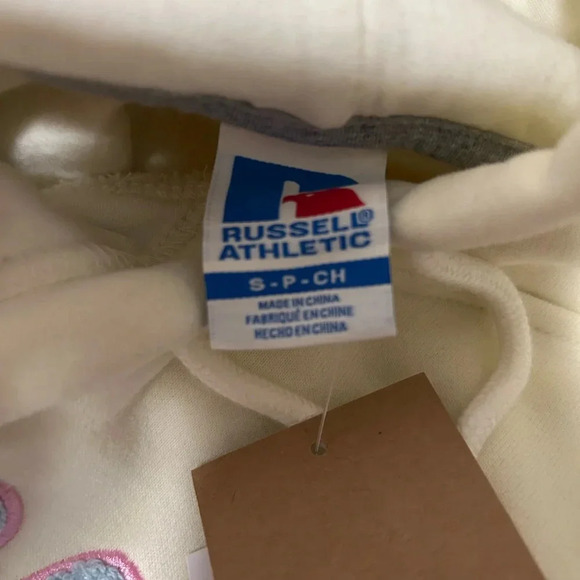 RUSSELL®
ATHLETIC
S-P-CH
MADE IN CHINA
FABRIQUÉ EN CHINE
HECHO EN CHINA